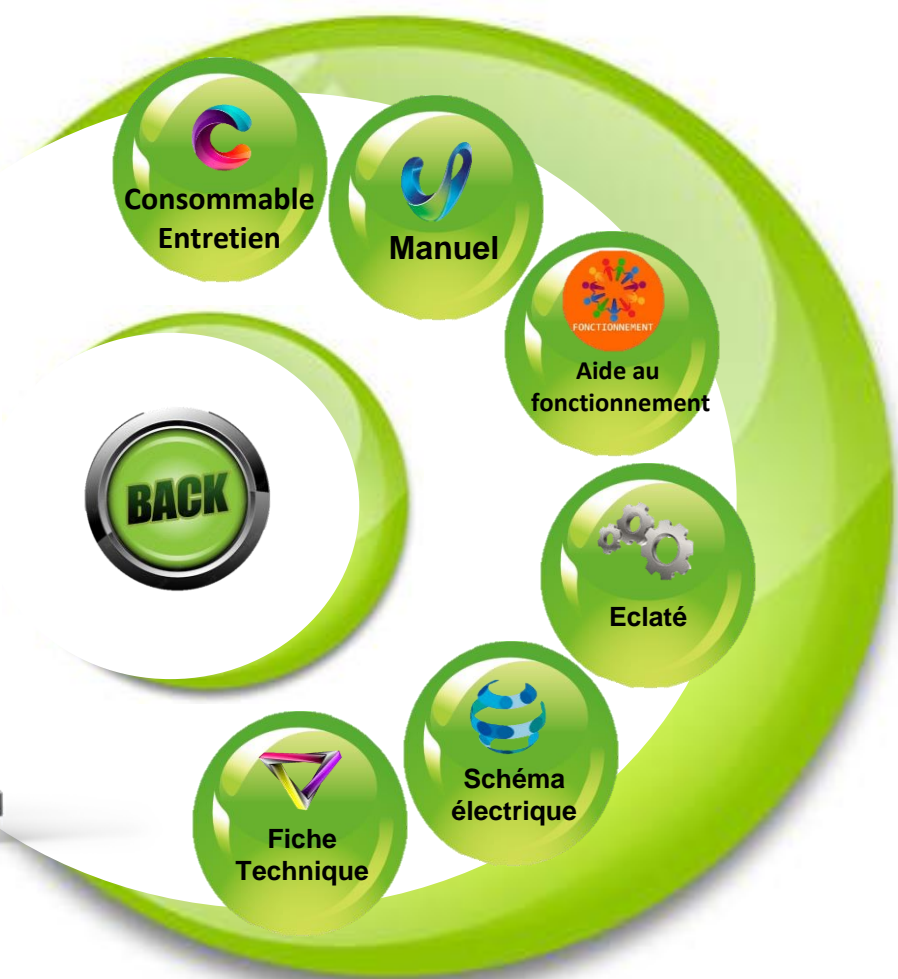 Consommable
Entretien
Manuel
FONCTIONNEMENT
Aide au
fonctionnement
BACK
Eclaté
Schéma
électrique
Fiche
Technique